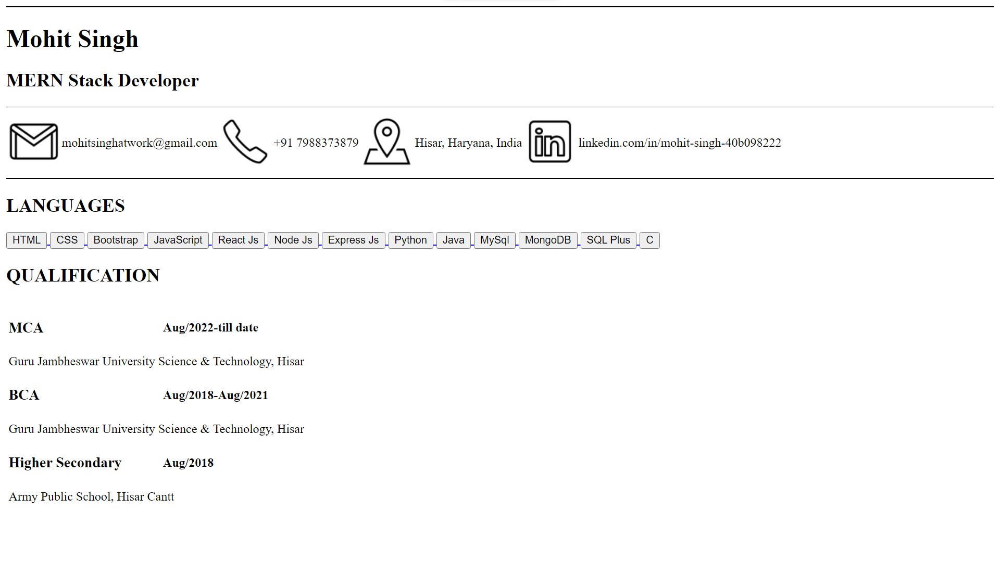 Mohit Singh
MERN Stack Developer
mohitsinghatwork@gmail.com +91 7988373879 Hisar, Haryana, India in linkedin.com/in/mohit-singh-40b098222
LANGUAGES
HTML CSS Bootstrap JavaScript React Js Node Js Express Js Python Java MySql MongoDB SQL Plus C
QUALIFICATION
MCA Aug/2022-till date
Guru Jambheswar University Science & Technology, Hisar
BCA Aug/2018-Aug/2021
Guru Jambheswar University Science & Technology, Hisar
Higher Secondary Aug/2018
Army Public School, Hisar Cantt